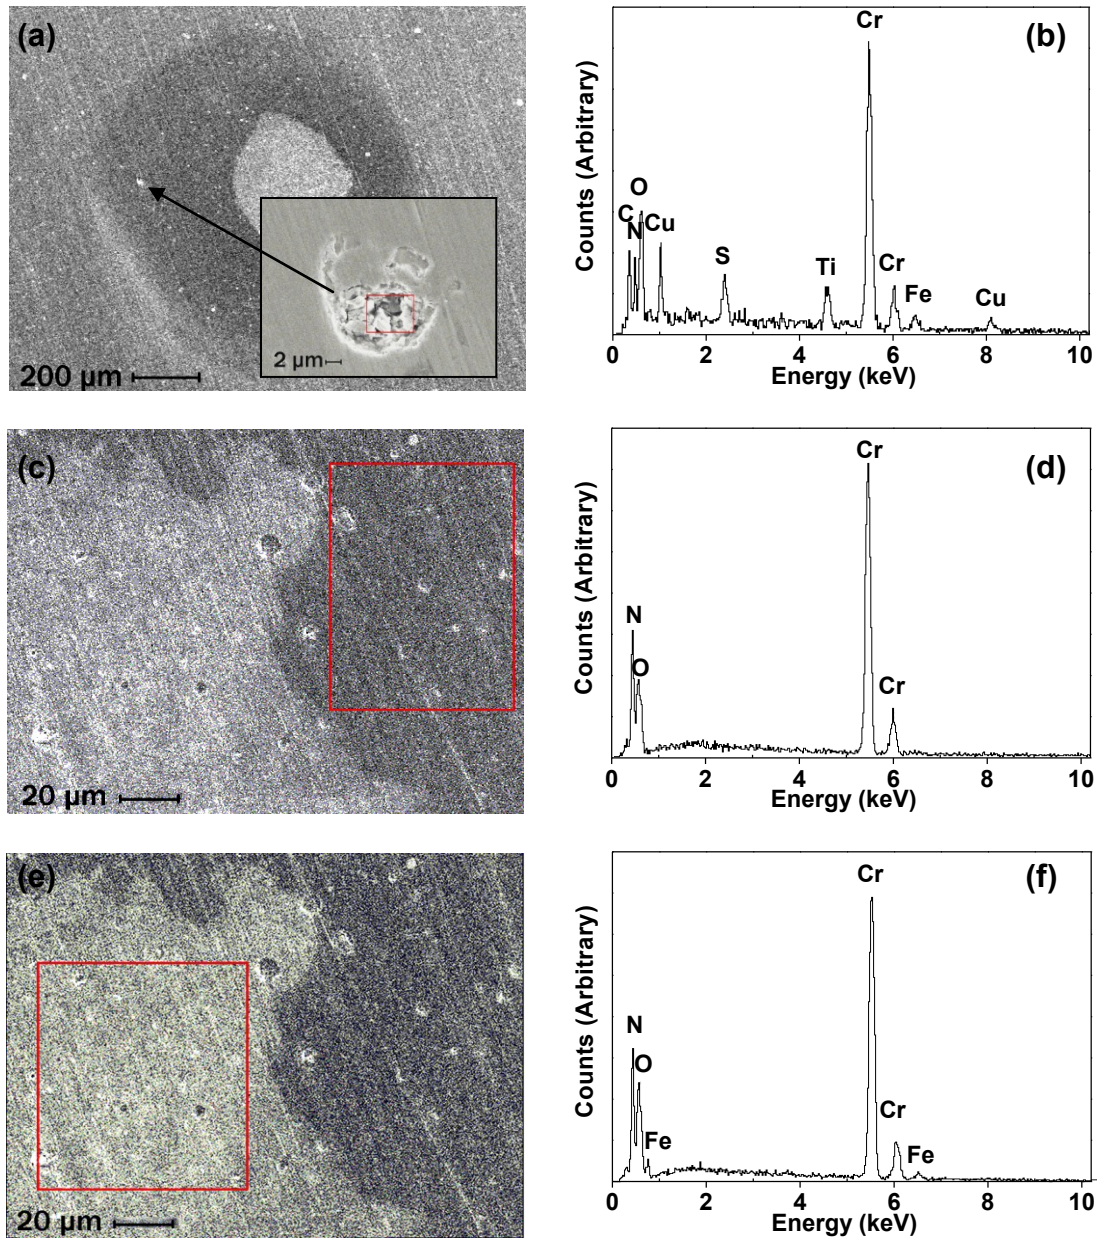 (a)
200 µm
2 µm
(b)
Counts (Arbitrary)
C
O
N
Cu
S
Ti
Cr
Cr
Fe
Cu
0 2 4 6 8 10
Energy (keV)
(c)
20 µm
(d)
Counts (Arbitrary)
N
O
Cr
Cr
0 2 4 6 8 10
Energy (keV)
(e)
20 µm
(f)
Counts (Arbitrary)
N
O
Fe
Cr
Cr
Fe
0 2 4 6 8 10
Energy (keV)